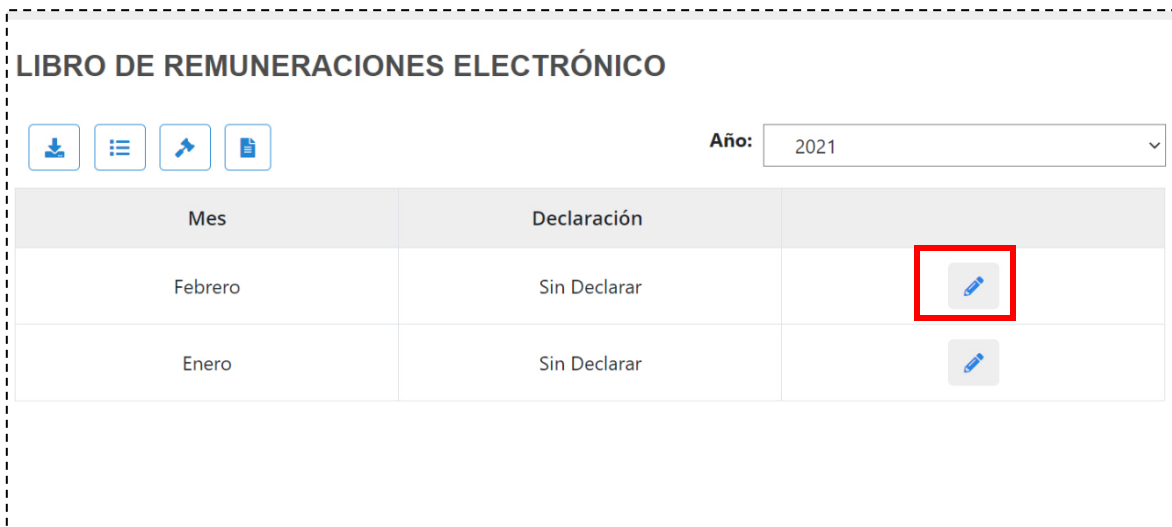 LIBRO DE REMUNERACIONES ELECTRÓNICO
Año: 2021
Mes Declaración
Febrero Sin Declarar
Enero Sin Declarar